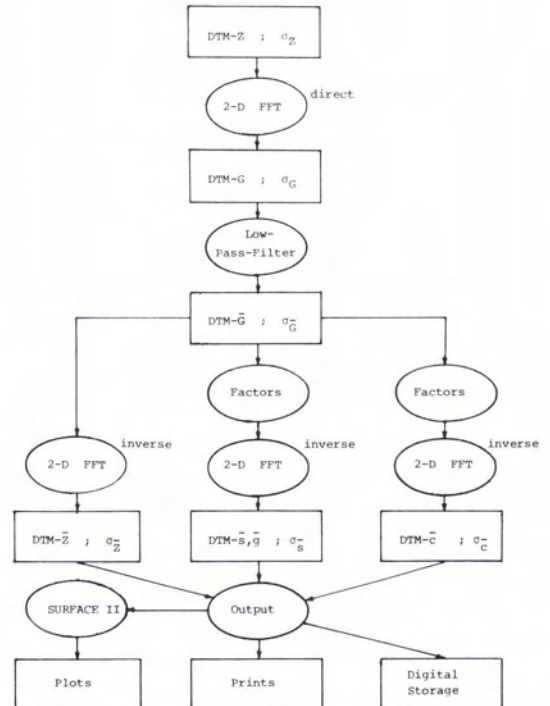 DTM-Z ; σZ
direct
2-D FFT
DTM-G ; σG
Low-
Pass-Filter
DTM-G̅ ; σG̅
Factors
Factors
inverse
inverse
inverse
2-D FFT
2-D FFT
2-D FFT
DTM-Z̅ ; σZ̅
DTM-s̅,g̅ ; σs̅
DTM-c̅ ; σc̅
SURFACE II
Output
Plots
Prints
Digital
Storage